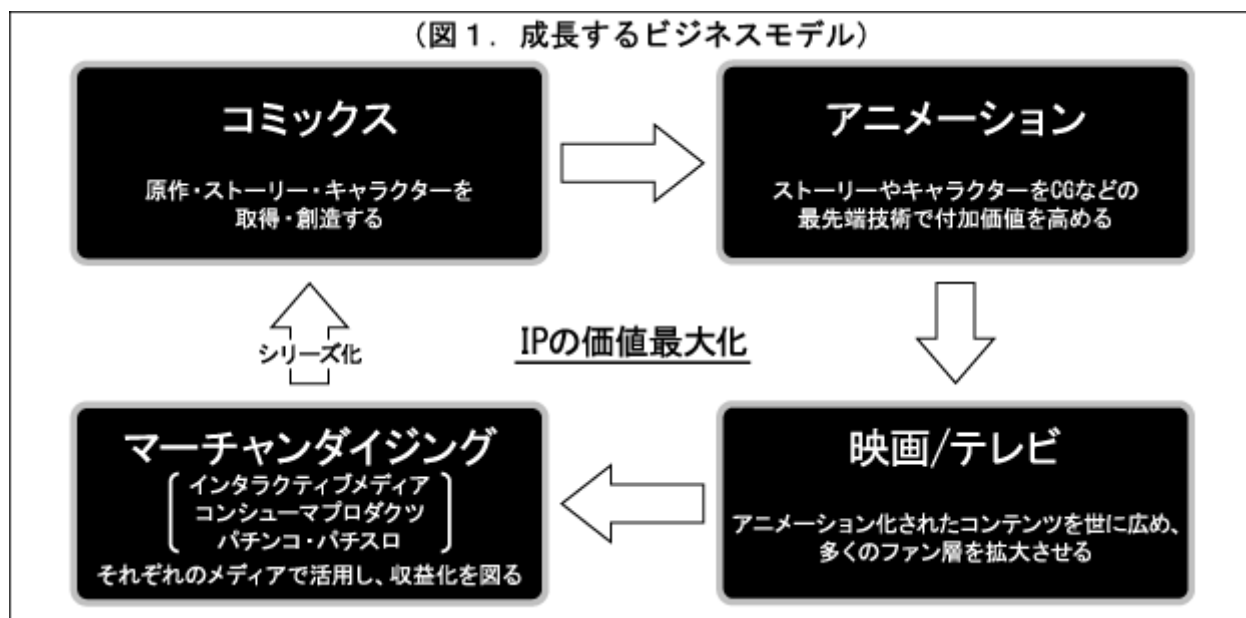 (図1. 成長するビジネスモデル)
コミックス
原作・ストーリー・キャラクターを
取得・創造する
アニメーション
ストーリーやキャラクターをCGなどの
最先端技術で付加価値を高める
シリーズ化
IPの価値最大化
マーチャンダイジング
インタラクティブメディア
コンシューマプロダクツ
パチンコ・パチスロ
それぞれのメディアで活用し、収益化を図る
映画/テレビ
アニメーション化されたコンテンツを世に広め、
多くのファン層を拡大させる